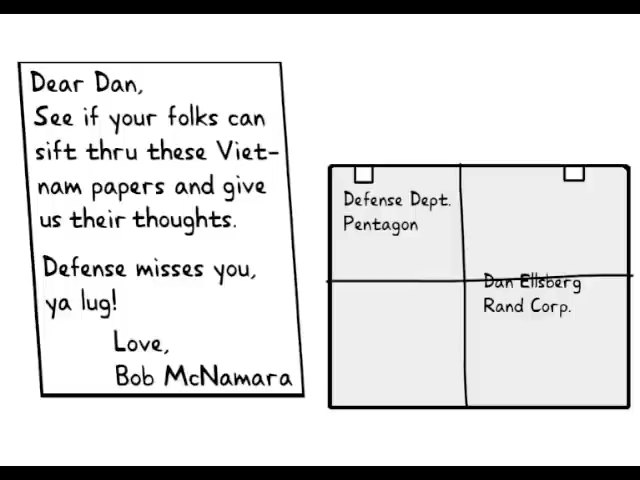 Dear Dan,
See if your folks can
sift thru these Viet-
nam papers and give
us their thoughts.
Defense misses you,
ya lug!
Love,
Bob McNamara
Defense Dept.
Pentagon
Dan Ellsberg
Rand Corp.